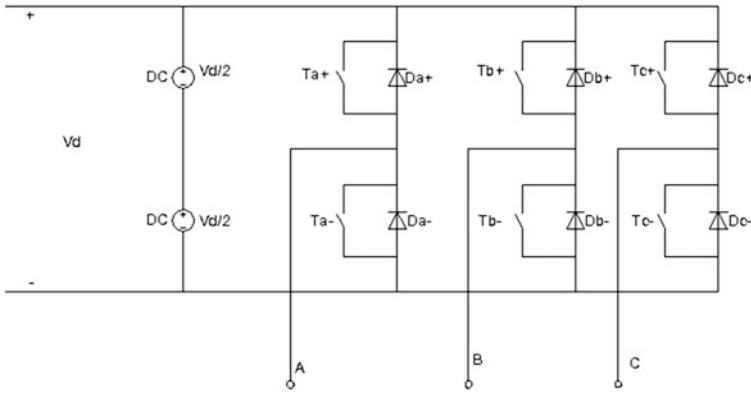 +
DC Vd/2
Ta+ Da+
Tb+ Db+
Tc+ Dc+
Vd
DC Vd/2
Ta- Da-
Tb- Db-
Tc- Dc-
-
A
B
C